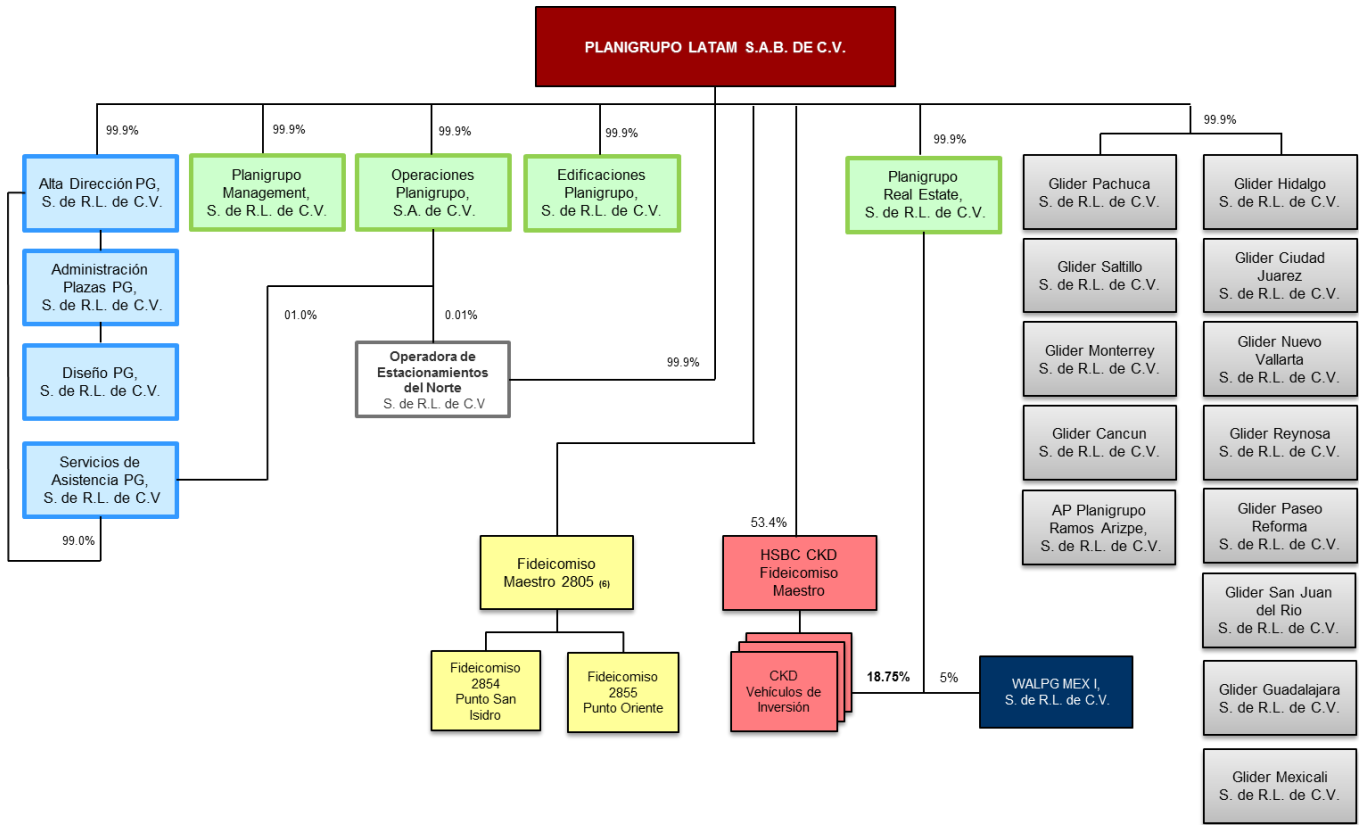 PLANIGRUPO LATAM S.A.B. DE C.V.
99.9%
99.9%
99.9%
99.9%
99.9%
99.9%
Alta Dirección PG,
S. de R.L. de C.V.
Planigrupo
Management,
S. de R.L. de C.V.
Operaciones
Planigrupo,
S.A. de C.V.
Edificaciones
Planigrupo,
S. de R.L. de C.V.
Planigrupo
Real Estate,
S. de R.L. de C.V.
Glider Pachuca
S. de R.L. de C.V.
Glider Hidalgo
S. de R.L. de C.V.
Administración
Plazas PG,
S. de R.L. de C.V.
Glider Saltillo
S. de R.L. de C.V.
Glider Ciudad
Juarez
S. de R.L. de C.V.
01.0%
0.01%
Diseño PG,
S. de R.L. de C.V.
Operadora de
Estacionamientos
del Norte
S. de R.L. de C.V
99.9%
Glider Monterrey
S. de R.L. de C.V.
Glider Nuevo
Vallarta
S. de R.L. de C.V.
Servicios de
Asistencia PG,
S. de R.L. de C.V
99.0%
Glider Cancun
S. de R.L. de C.V.
Glider Reynosa
S. de R.L. de C.V.
AP Planigrupo
Ramos Arizpe,
S. de R.L. de C.V.
Glider Paseo
Reforma
S. de R.L. de C.V.
53.4%
Fideicomiso
Maestro 2805 (6)
HSBC CKD
Fideicomiso
Maestro
Glider San Juan
del Rio
S. de R.L. de C.V.
Fideicomiso
2854
Punto San
Isidro
Fideicomiso
2855
Punto Oriente
CKD
Vehículos de
Inversión
18.75%
5%
WALPG MEX I,
S. de R.L. de C.V.
Glider Guadalajara
S. de R.L. de C.V.
Glider Mexicali
S. de R.L. de C.V.